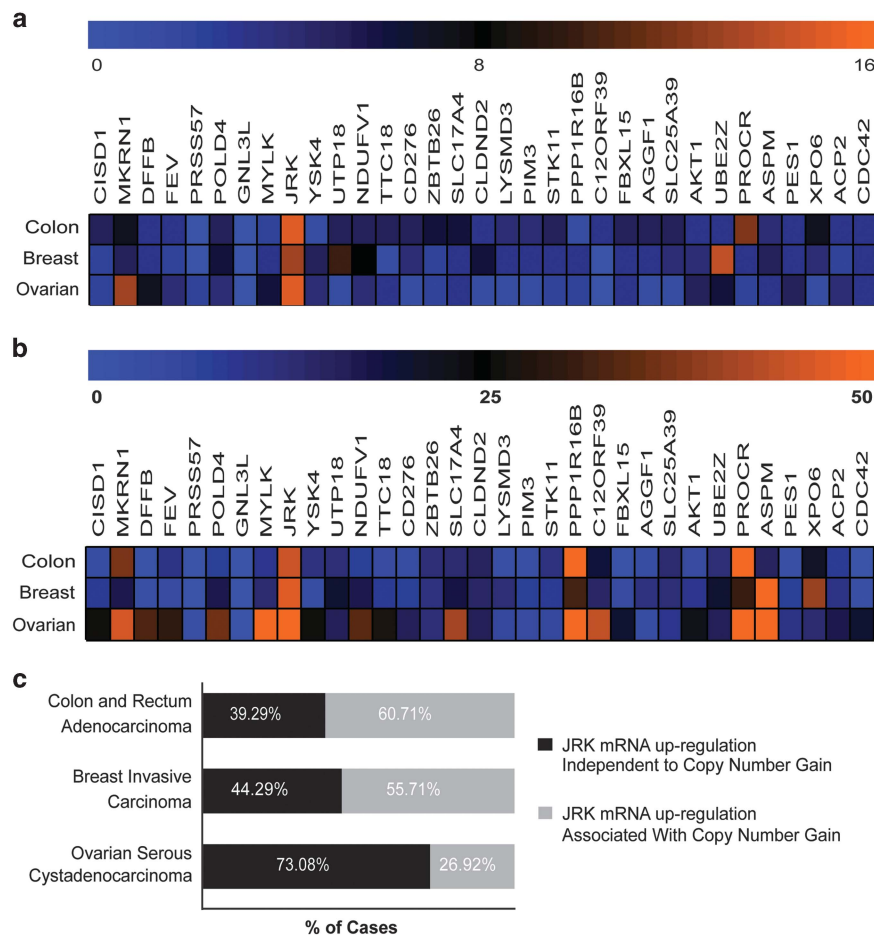 a
0 8 16
CISD1 MKRN1 DFFB FEV PRSS57 POLD4 GNL3L MYLK JRK YSK4 UTP18 NDUFV1 TTC18 CD276 ZBTB26 SLC17A4 CLDND2 LYSMD3 PIM3 STK11 PPP1R16B C12ORF39 FBXL15 AGGF1 SLC25A39 AKT1 UBE2Z PROCR ASPM PES1 XPO6 ACP2 CDC42
Colon
Breast
Ovarian
b
0 25 50
CISD1 MKRN1 DFFB FEV PRSS57 POLD4 GNL3L MYLK JRK YSK4 UTP18 NDUFV1 TTC18 CD276 ZBTB26 SLC17A4 CLDND2 LYSMD3 PIM3 STK11 PPP1R16B C12ORF39 FBXL15 AGGF1 SLC25A39 AKT1 UBE2Z PROCR ASPM PES1 XPO6 ACP2 CDC42
Colon
Breast
Ovarian
c
Colon and Rectum
Adenocarcinoma
39.29% 60.71%
Breast Invasive
Carcinoma
44.29% 55.71%
Ovarian Serous
Cystadenocarcinoma
73.08% 26.92%
% of Cases
JRK mRNA up-regulation
Independent to Copy Number Gain
JRK mRNA up-regulation
Associated With Copy Number Gain